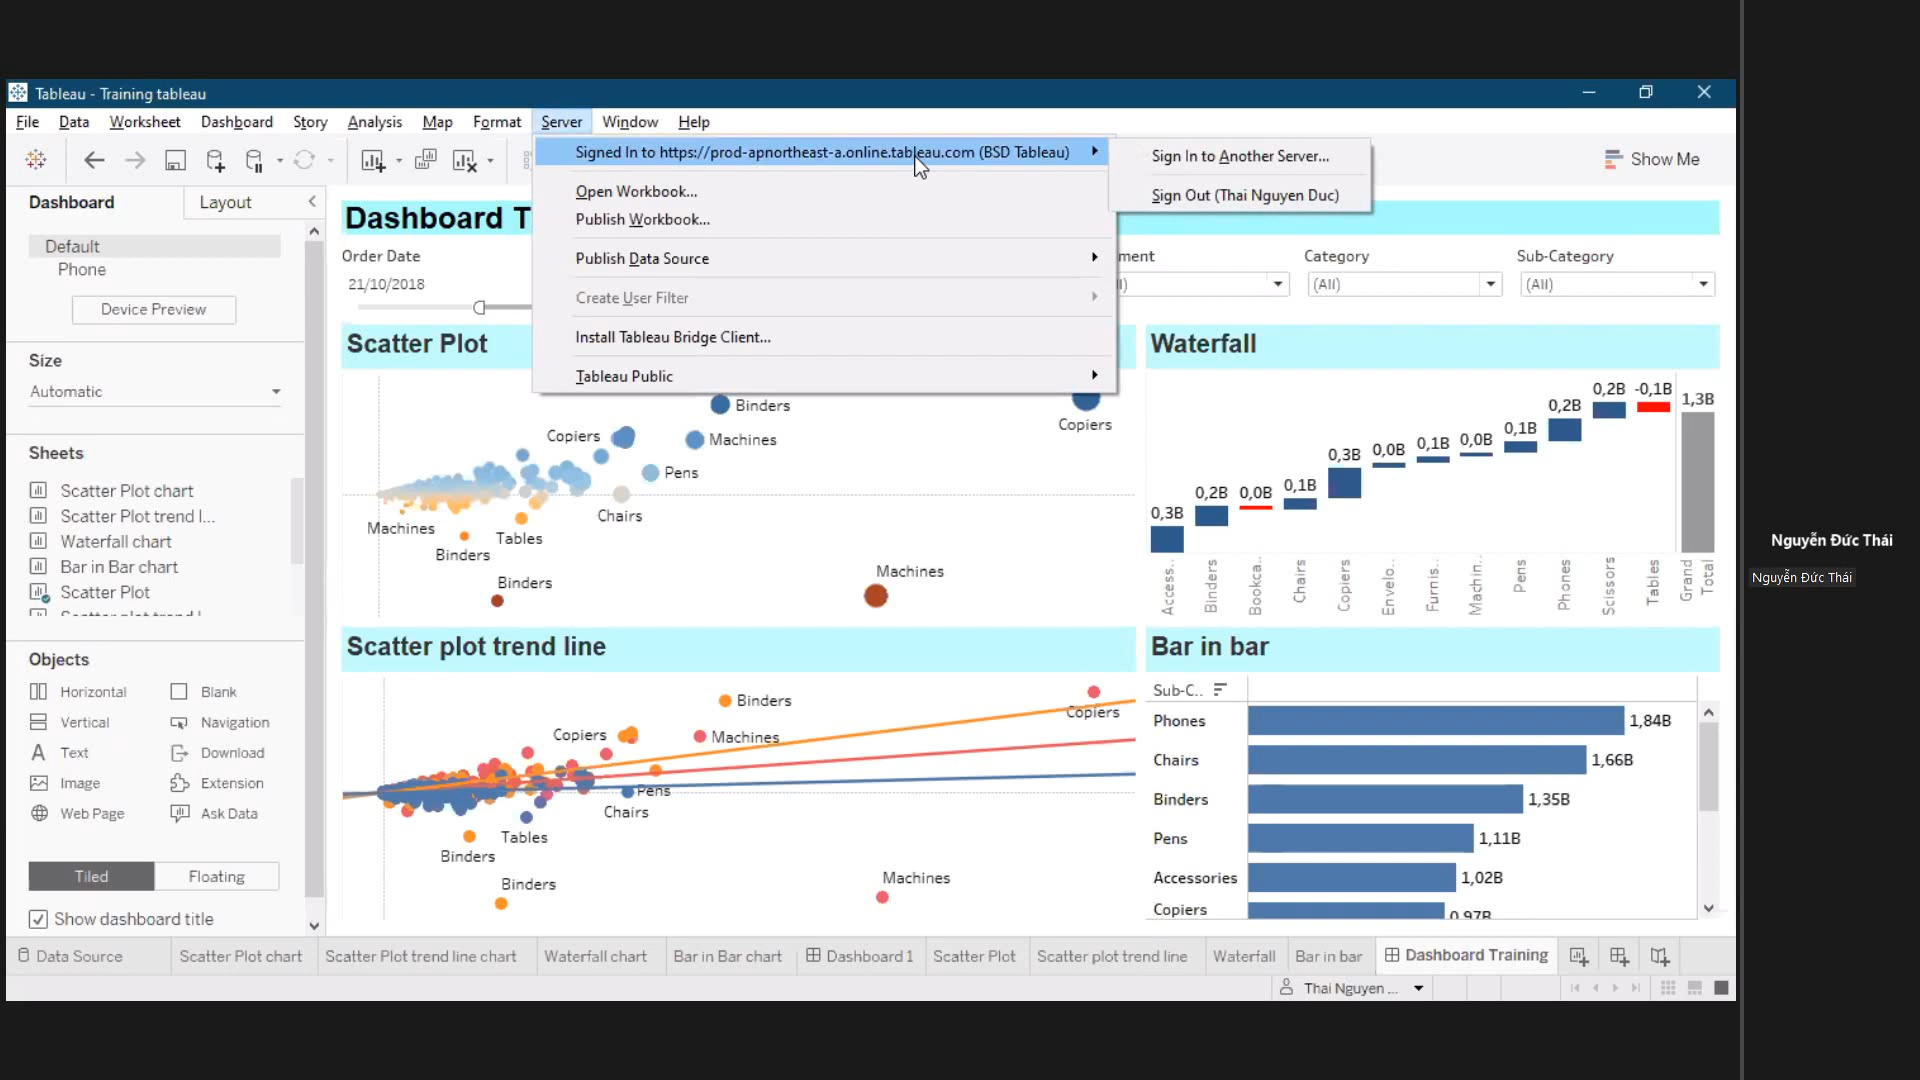 Tableau - Training tableau
File Data Worksheet Dashboard Story Analysis Map Format Server Window Help
Show Me
Signed In to https://prod-apnortheast-a.online.tableau.com (BSD Tableau)
Sign In to Another Server...
Sign Out (Thai Nguyen Duc)
Open Workbook...
Publish Workbook...
Publish Data Source
Create User Filter
Install Tableau Bridge Client...
Tableau Public
Dashboard Layout
Default
Phone
Device Preview
Size
Automatic
Sheets
Scatter Plot chart
Scatter Plot trend l...
Waterfall chart
Bar in Bar chart
Scatter Plot
Objects
Horizontal Blank
Vertical Navigation
Text Download
Image Extension
Web Page Ask Data
Tiled Floating
Show dashboard title
Dashboard T
Order Date
21/10/2018
ment
Category
(All)
Sub-Category
(All)
Scatter Plot
Binders
Copiers
Copiers
Machines
Pens
Chairs
Machines
Tables
Binders
Binders
Machines
Waterfall
0,3B
0,2B
0,0B
0,1B
0,3B
0,0B
0,1B
0,0B
0,1B
0,2B
0,2B
-0,1B
1,3B
Access..
Binders
Bookca..
Chairs
Copiers
Envelo..
Furnis..
Machin..
Pens
Phones
Scissors
Tables
Grand
Total
Scatter plot trend line
Binders
Copiers
Copiers
Machines
Pens
Chairs
Tables
Binders
Binders
Machines
Bar in bar
Sub-C..
Phones 1,84B
Chairs 1,66B
Binders 1,35B
Pens 1,11B
Accessories 1,02B
Copiers 0,97B
Data Source Scatter Plot chart Scatter Plot trend line chart Waterfall chart Bar in Bar chart Dashboard 1 Scatter Plot Scatter plot trend line Waterfall Bar in bar Dashboard Training
Thai Nguyen ...
Nguyễn Đức Thái
Nguyễn Đức Thái